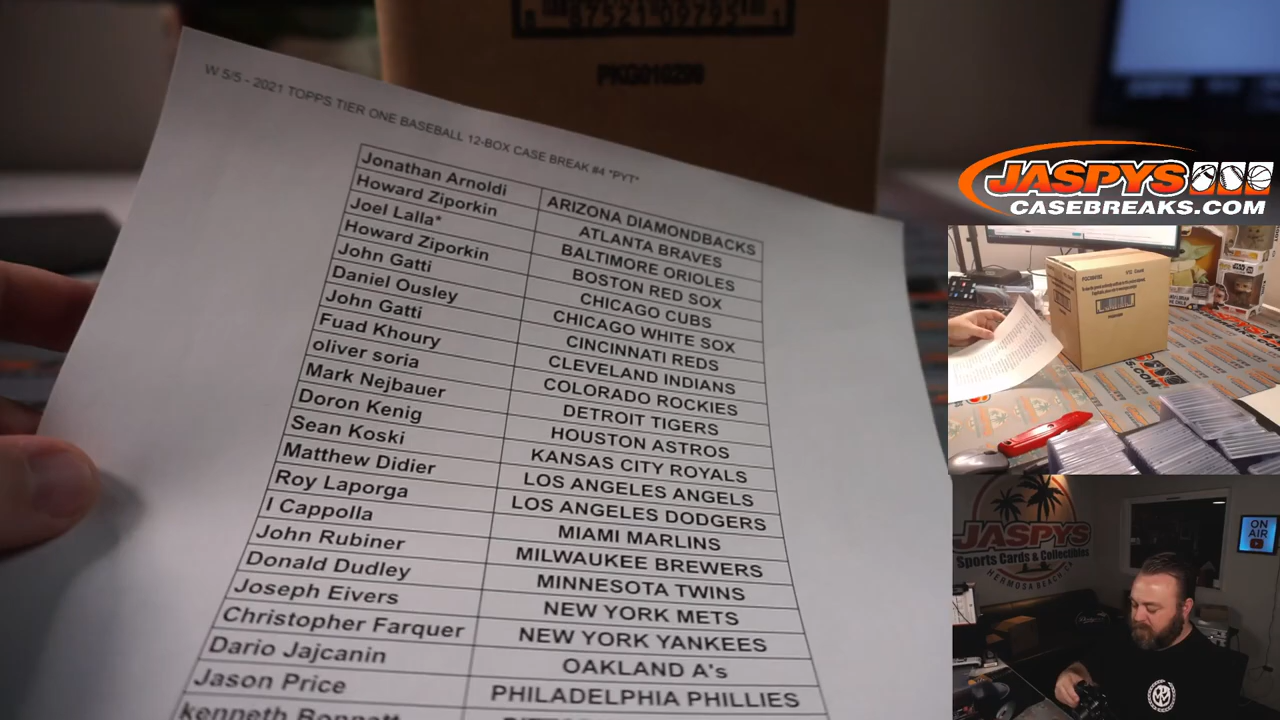 W 5/5 - 2021 TOPPS TIER ONE BASEBALL 12-BOX CASE BREAK #4 "PYT"
Jonathan Arnoldi ARIZONA DIAMONDBACKS
Howard Ziporkin ATLANTA BRAVES
Joel Lalla* BALTIMORE ORIOLES
Howard Ziporkin BOSTON RED SOX
John Gatti CHICAGO CUBS
Daniel Ousley CHICAGO WHITE SOX
John Gatti CINCINNATI REDS
Fuad Khoury CLEVELAND INDIANS
oliver soria COLORADO ROCKIES
Mark Nejbauer DETROIT TIGERS
Doron Kenig HOUSTON ASTROS
Sean Koski KANSAS CITY ROYALS
Matthew Didier LOS ANGELES ANGELS
Roy Laporga LOS ANGELES DODGERS
I Cappolla MIAMI MARLINS
John Rubiner MILWAUKEE BREWERS
Donald Dudley MINNESOTA TWINS
Joseph Eivers NEW YORK METS
Christopher Farquer NEW YORK YANKEES
Dario Jajcanin OAKLAND A's
Jason Price PHILADELPHIA PHILLIES
kenneth
JASPYS
CASEBREAKS.COM
JASPYS
Sports Cards & Collectibles
HERMOSA BEACH
ON
AIR